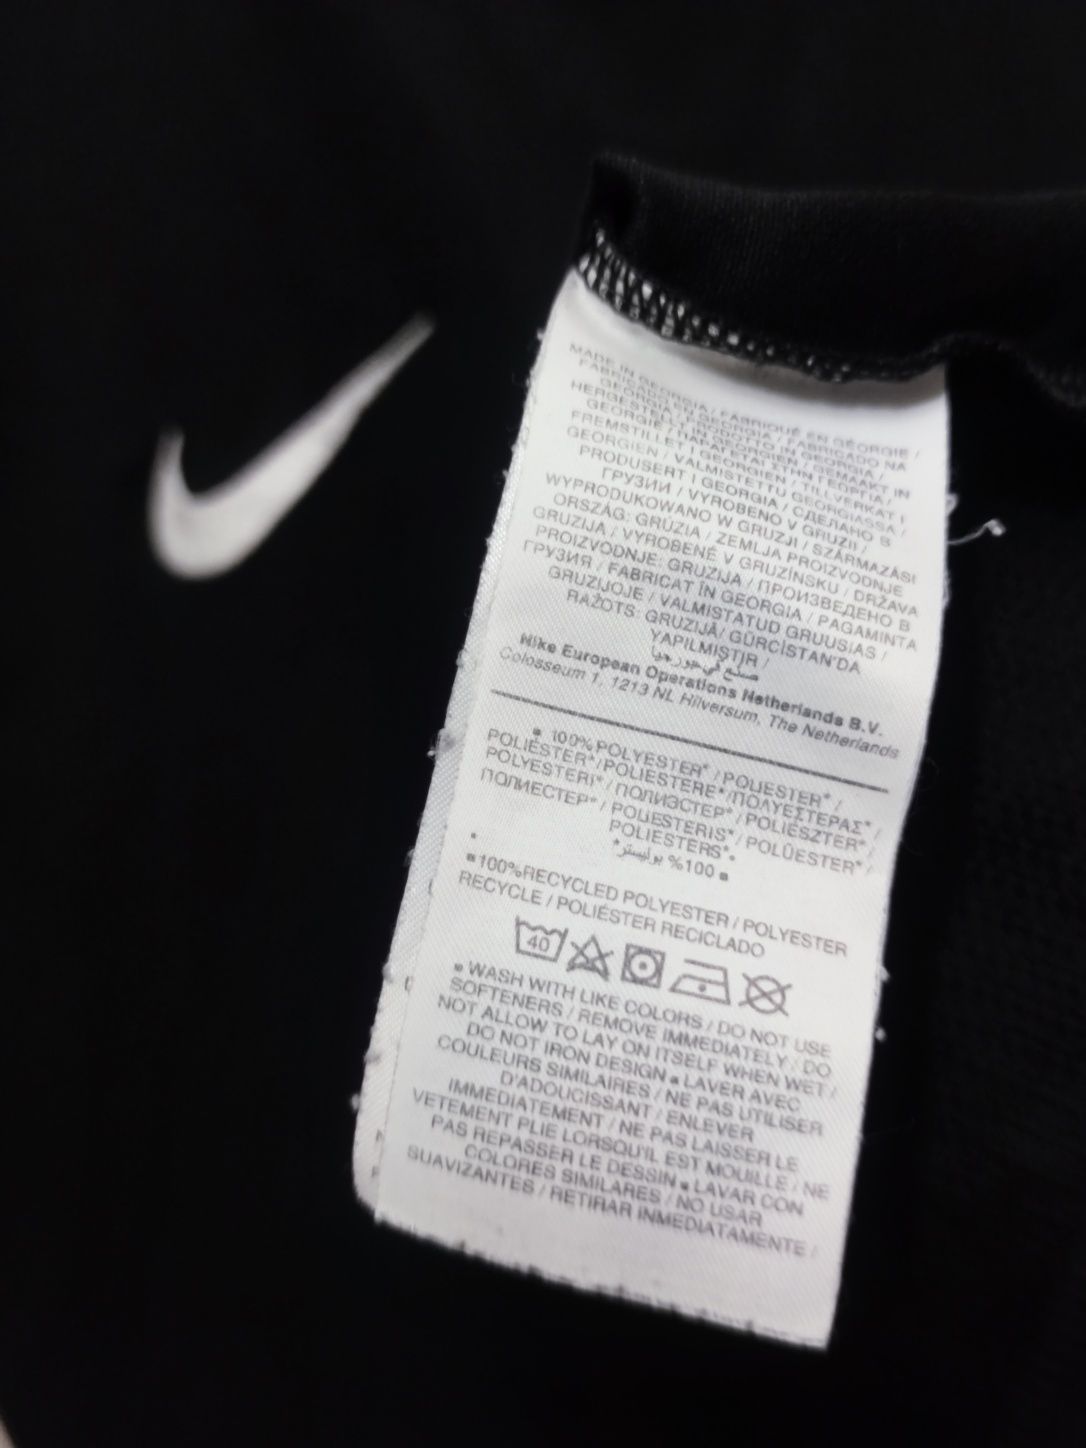 MADE IN GEORGIA / FABRIQUÉ EN GÉORGIE /
FABRICADO EN GEORGIA / FABRICADO NA
GEORGIA / PRODOTTO IN GEORGIA /
HERGESTELLT IN GEORGIEN / GEMAAKT IN
GEORGIË / ΠΑΡΑΓΕΤΑΙ ΣΤΗΝ ΓΕΩΡΓΙΑ /
FREMSTILLET I GEORGIEN / TILLVERKAT I
GEORGIEN / VALMISTETTU GEORGIASSA /
PRODUSERT I GEORGIA / СДЕЛАНО В
ГРУЗИИ / VYROBENO V GRUZII /
WYPRODUKOWANO W GRUZJI / SZÁRMAZÁSI
ORSZÁG: GRÚZIA / ZEMLJA PROIZVODNJE
GRUZIJA / VYROBENÉ V GRUZÍNSKU / DRŽAVA
PROIZVODNJE: GRUZIJA / ПРОИЗВЕДЕНО В
ГРУЗИЯ / FABRICAT ÎN GEORGIA / PAGAMINTA
GRUZIJOJE / VALMISTATUD GRUUSIAS /
RAŽOTS: GRUZIJĀ / GÜRCİSTAN'DA
YAPILMIŞTIR /
صنع في جورجيا
Nike European Operations Netherlands B.V.
Colosseum 1, 1213 NL Hilversum, The Netherlands
■ 100% POLYESTER* / POLIESTER* /
POLIÉSTER* / POLIESTERE* / ΠΟΛΥΕΣΤΕΡΑΣ* /
POLYESTERI* / ПОЛИЭСТЕР* / POLIÉSZTER* /
ПОЛИЕСТЕР* / POLIESTERIS* / POLÜESTER* /
POLIESTERS*.
%100 بوليستر* ■
■ 100% RECYCLED POLYESTER / POLYESTER
RECYCLE / POLIÉSTER RECICLADO
40
■ WASH WITH LIKE COLORS / DO NOT USE
SOFTENERS / REMOVE IMMEDIATELY / DO
NOT ALLOW TO LAY ON ITSELF WHEN WET /
DO NOT IRON DESIGN ■ LAVER AVEC
COULEURS SIMILAIRES / NE PAS UTILISER
D'ADOUCISSANT / ENLEVER
IMMEDIATEMENT / NE PAS LAISSER LE
VETEMENT PLIE LORSQU'IL EST MOUILLE / NE
PAS REPASSER LE DESSIN ■ LAVAR CON
COLORES SIMILARES / NO USAR
SUAVIZANTES / RETIRAR INMEDIATAMENTE /